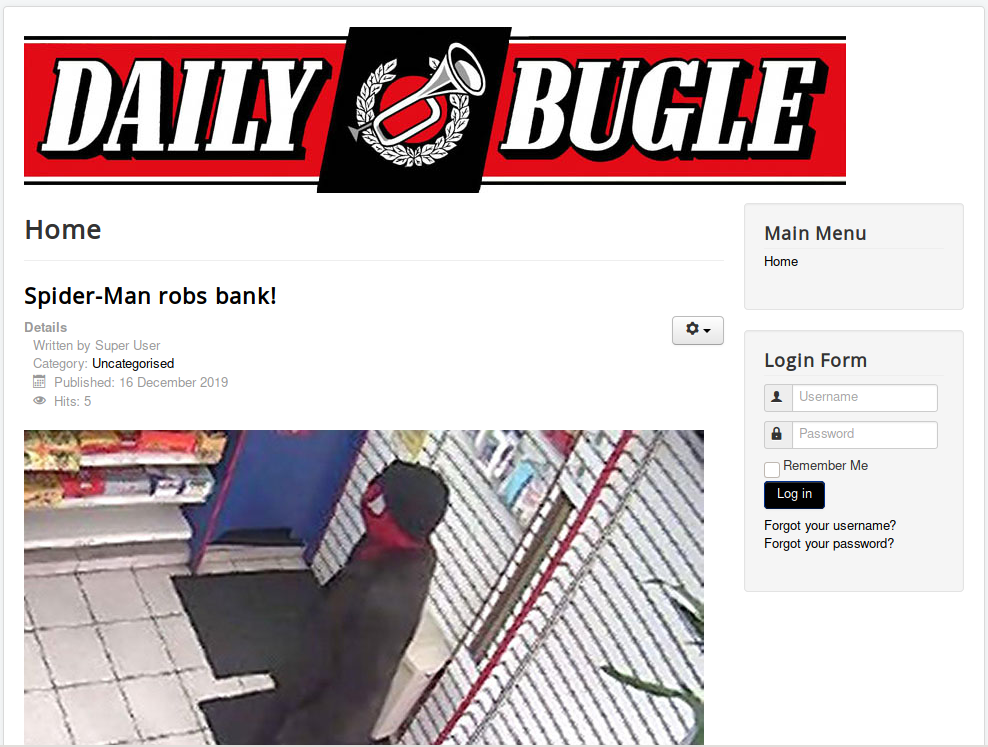 DAILY BUGLE
Home
Spider-Man robs bank!
Details
Written by Super User
Category: Uncategorised
Published: 16 December 2019
Hits: 5
Main Menu
Home
Login Form
Username
Password
Remember Me
Log in
Forgot your username?
Forgot your password?